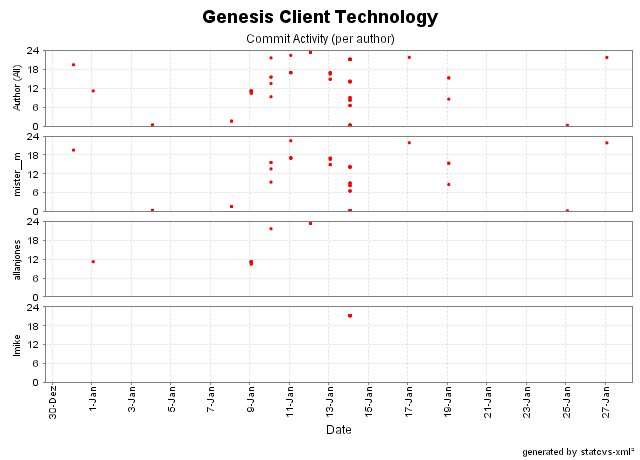 Genesis Client Technology
Commit Activity (per author)
Author (All)
24
18
12
6
0
mister__m
24
18
12
6
0
allanjones
24
18
12
6
0
lmike
24
18
12
6
0
30-Dez
1-Jan
3-Jan
5-Jan
7-Jan
9-Jan
11-Jan
13-Jan
15-Jan
17-Jan
19-Jan
21-Jan
23-Jan
25-Jan
27-Jan
Date
generated by statcvs-xml²